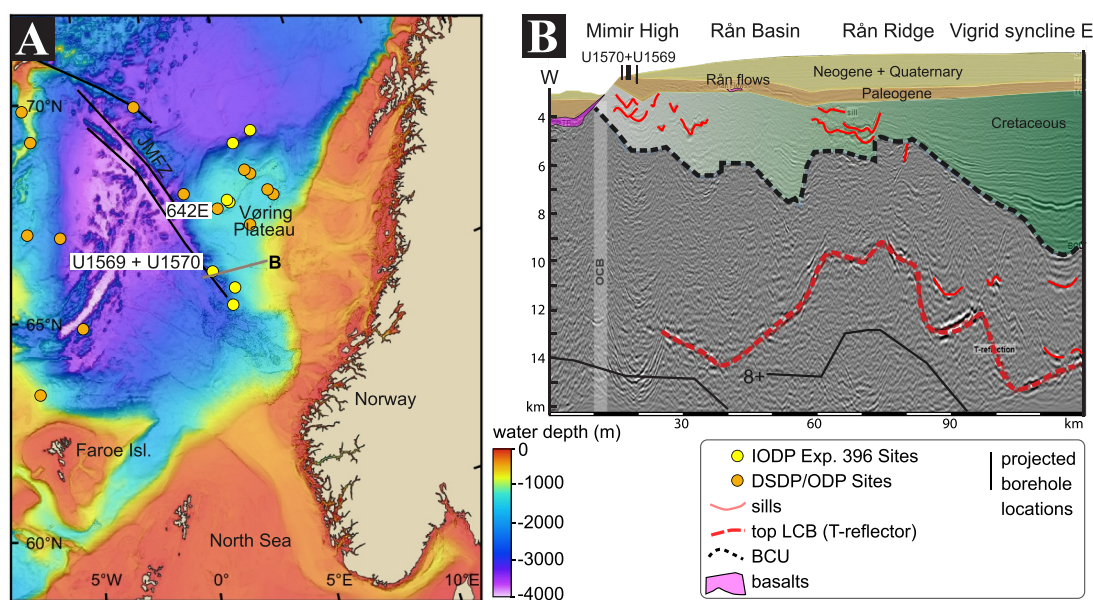 A
70°N
JMFZ
642E
Vøring
Plateau
U1569 + U1570
B
65°N
Norway
Faroe Isl.
60°N
North Sea
5°W
0°
5°E
10°E
water depth (m)
0
-1000
-2000
-3000
-4000
B
Mimir High
Rån Basin
Rån Ridge
Vigrid syncline E
U1570+U1569
W
Rån flows
Neogene + Quaternary
Paleogene
sill
Cretaceous
4
6
8
10
12
14
km
OCB
T-reflection
8+
30
60
90
km
IODP Exp. 396 Sites
DSDP/ODP Sites
sills
top LCB (T-reflector)
BCU
basalts
projected
borehole
locations